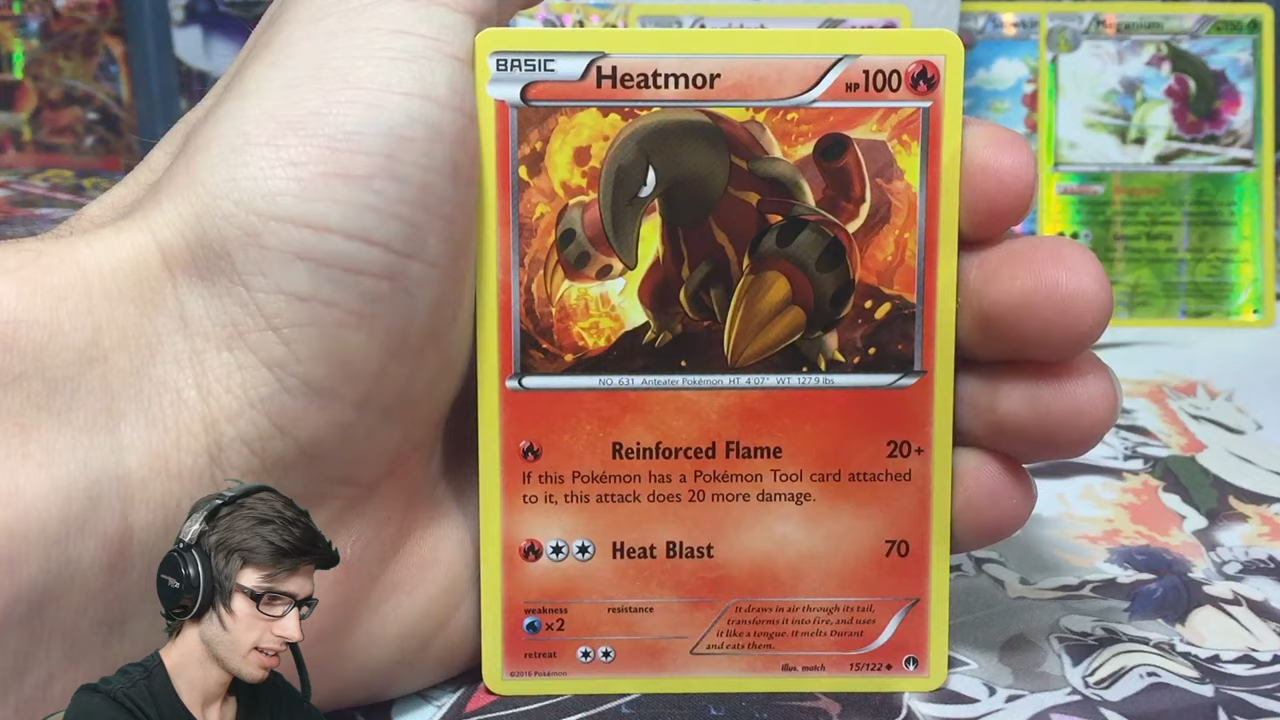 BASIC
Heatmor
HP 100
NO. 631 Anteater Pokémon HT 4'07" WT 127.9 lbs.
Reinforced Flame 20+
If this Pokémon has a Pokémon Tool card attached
to it, this attack does 20 more damage.
Heat Blast 70
weakness resistance
×2
It draws in air through its tail,
transforms it into fire, and uses
it like a tongue. It melts Durant
and eats them.
retreat
©2016 Pokémon
Illus. match 15/122
Meganium